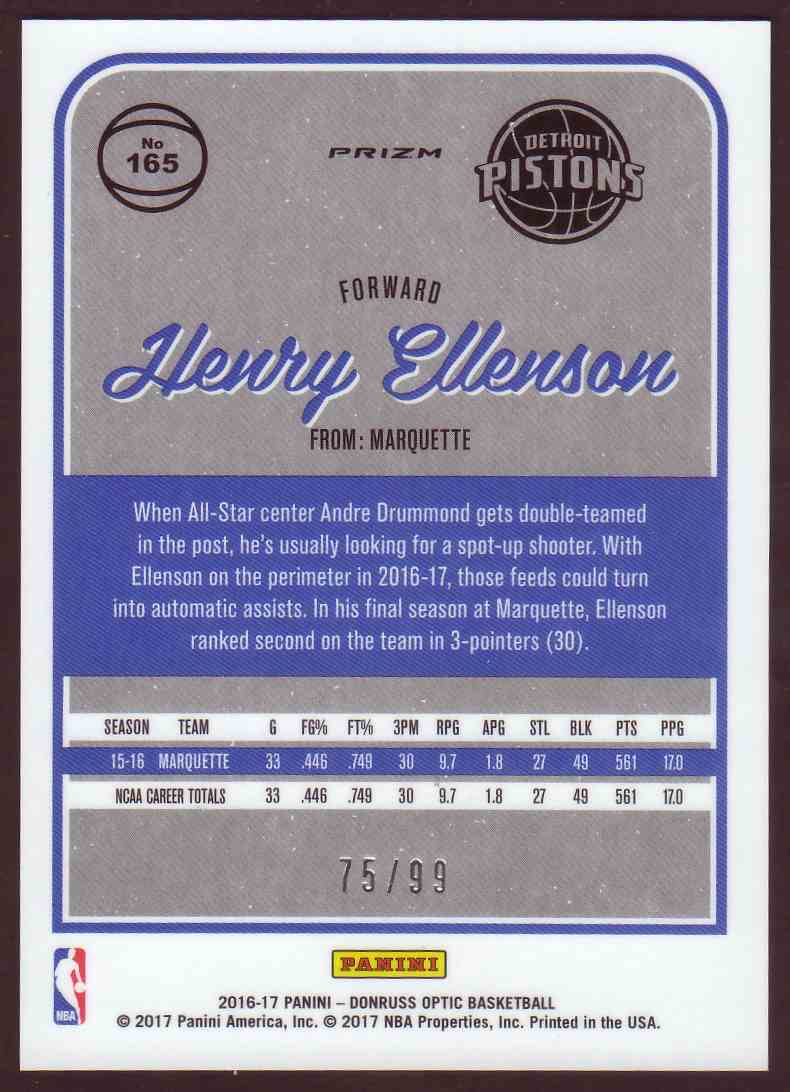 No
165
PRIZM
DETROIT
PISTONS
FORWARD
Henry Ellenson
FROM: MARQUETTE
When All-Star center Andre Drummond gets double-teamed
in the post, he's usually looking for a spot-up shooter. With
Ellenson on the perimeter in 2016-17, those feeds could turn
into automatic assists. In his final season at Marquette, Ellenson
ranked second on the team in 3-pointers (30).
SEASON TEAM G FG% FT% 3PM RPG APG STL BLK PTS PPG
15-16 MARQUETTE 33 .446 .749 30 9.7 1.8 27 49 561 17.0
NCAA CAREER TOTALS 33 .446 .749 30 9.7 1.8 27 49 561 17.0
75/99
NBA
PANINI
2016-17 PANINI – DONRUSS OPTIC BASKETBALL
© 2017 Panini America, Inc. © 2017 NBA Properties, Inc. Printed in the USA.